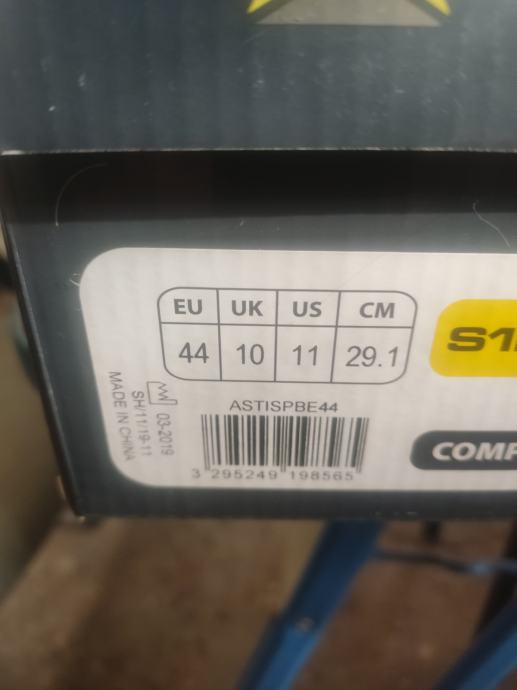 EU UK US CM
44 10 11 29.1
ASTISPBE44
3 295249 198565
03-2019
SH/11/19-11
MADE IN CHINA